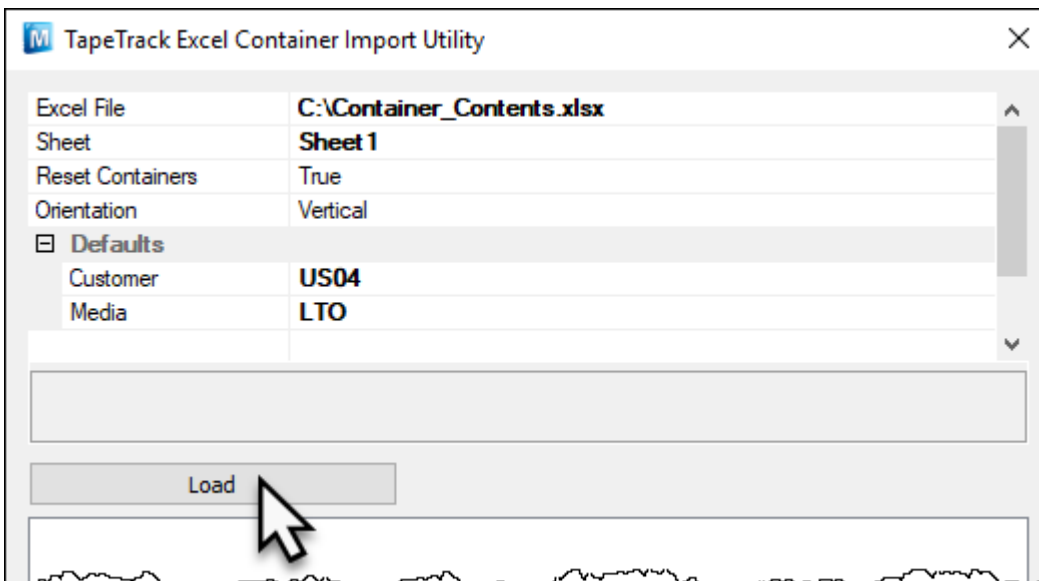 TapeTrack Excel Container Import Utility
Excel File C:\Container_Contents.xlsx
Sheet Sheet1
Reset Containers True
Orientation Vertical
Defaults
Customer US04
Media LTO
Load